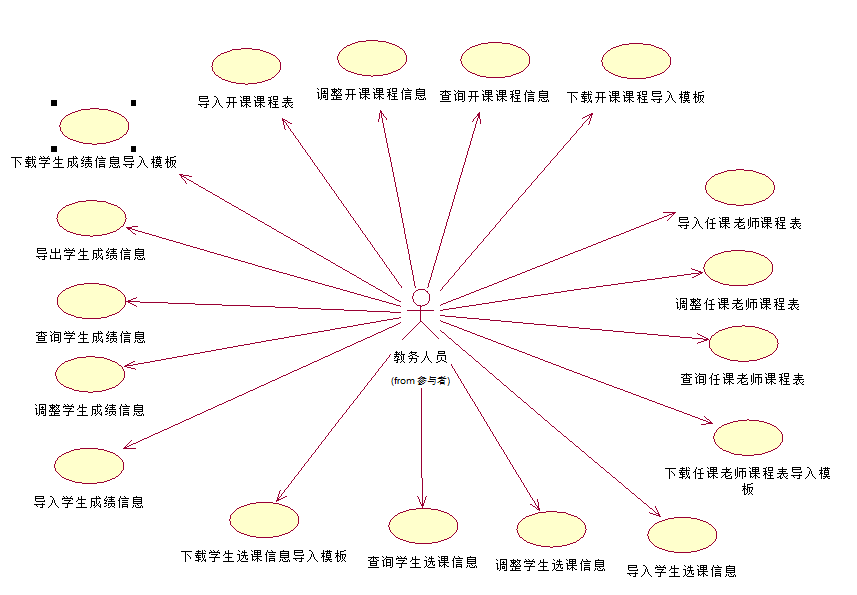 导入开课课程表
调整开课课程信息
查询开课课程信息
下载开课课程导入模板
下载学生成绩信息导入模板
导入任课老师课程表
导出学生成绩信息
调整任课老师课程表
查询学生成绩信息
教务人员
(from 参与者)
查询任课老师课程表
调整学生成绩信息
下载任课老师课程表导入模
板
导入学生成绩信息
下载学生选课信息导入模板
查询学生选课信息
调整学生选课信息
导入学生选课信息